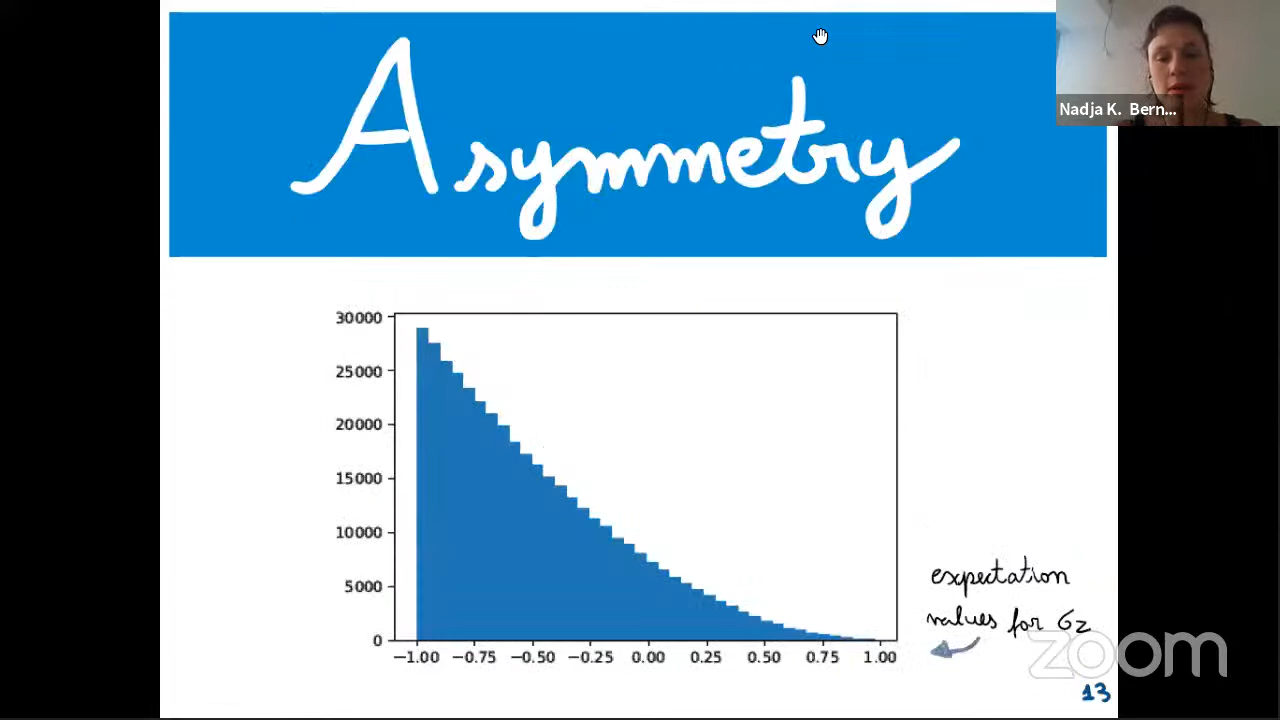 Asymmetry
Nadja K. Bern...
30000
25000
20000
15000
10000
5000
0
−1.00 −0.75 −0.50 −0.25 0.00 0.25 0.50 0.75 1.00
expectation
values for σz
zoom
13